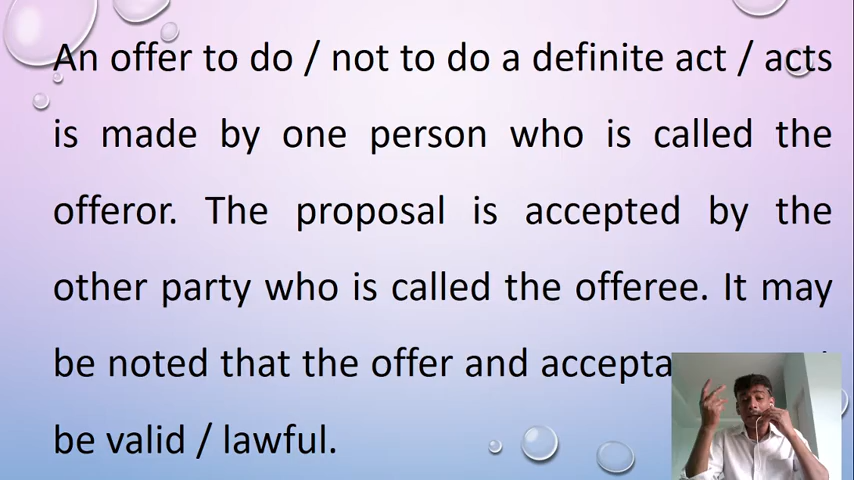 An offer to do / not to do a definite act / acts
is made by one person who is called the
offeror. The proposal is accepted by the
other party who is called the offeree. It may
be noted that the offer and
be valid / lawful.